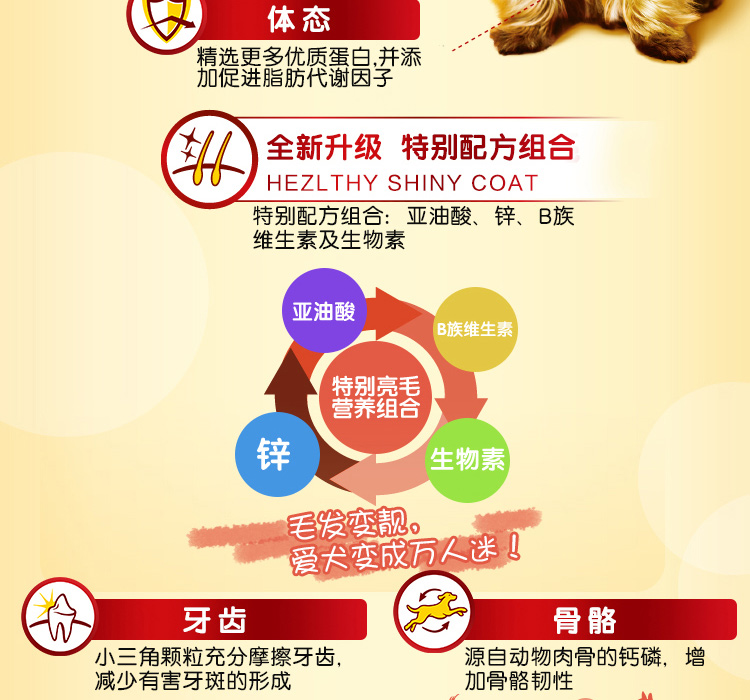 体态
精选更多优质蛋白,并添
加促进脂肪代谢因子
全新升级 特别配方组合
HEZLTHY SHINY COAT
特别配方组合：亚油酸、锌、B族
维生素及生物素
亚油酸
B族维生素
特别亮毛
营养组合
锌
生物素
毛发变靓,
爱犬变成万人迷！
牙齿
小三角颗粒充分摩擦牙齿,
减少有害牙斑的形成
骨骼
源自动物肉骨的钙磷，增
加骨骼韧性